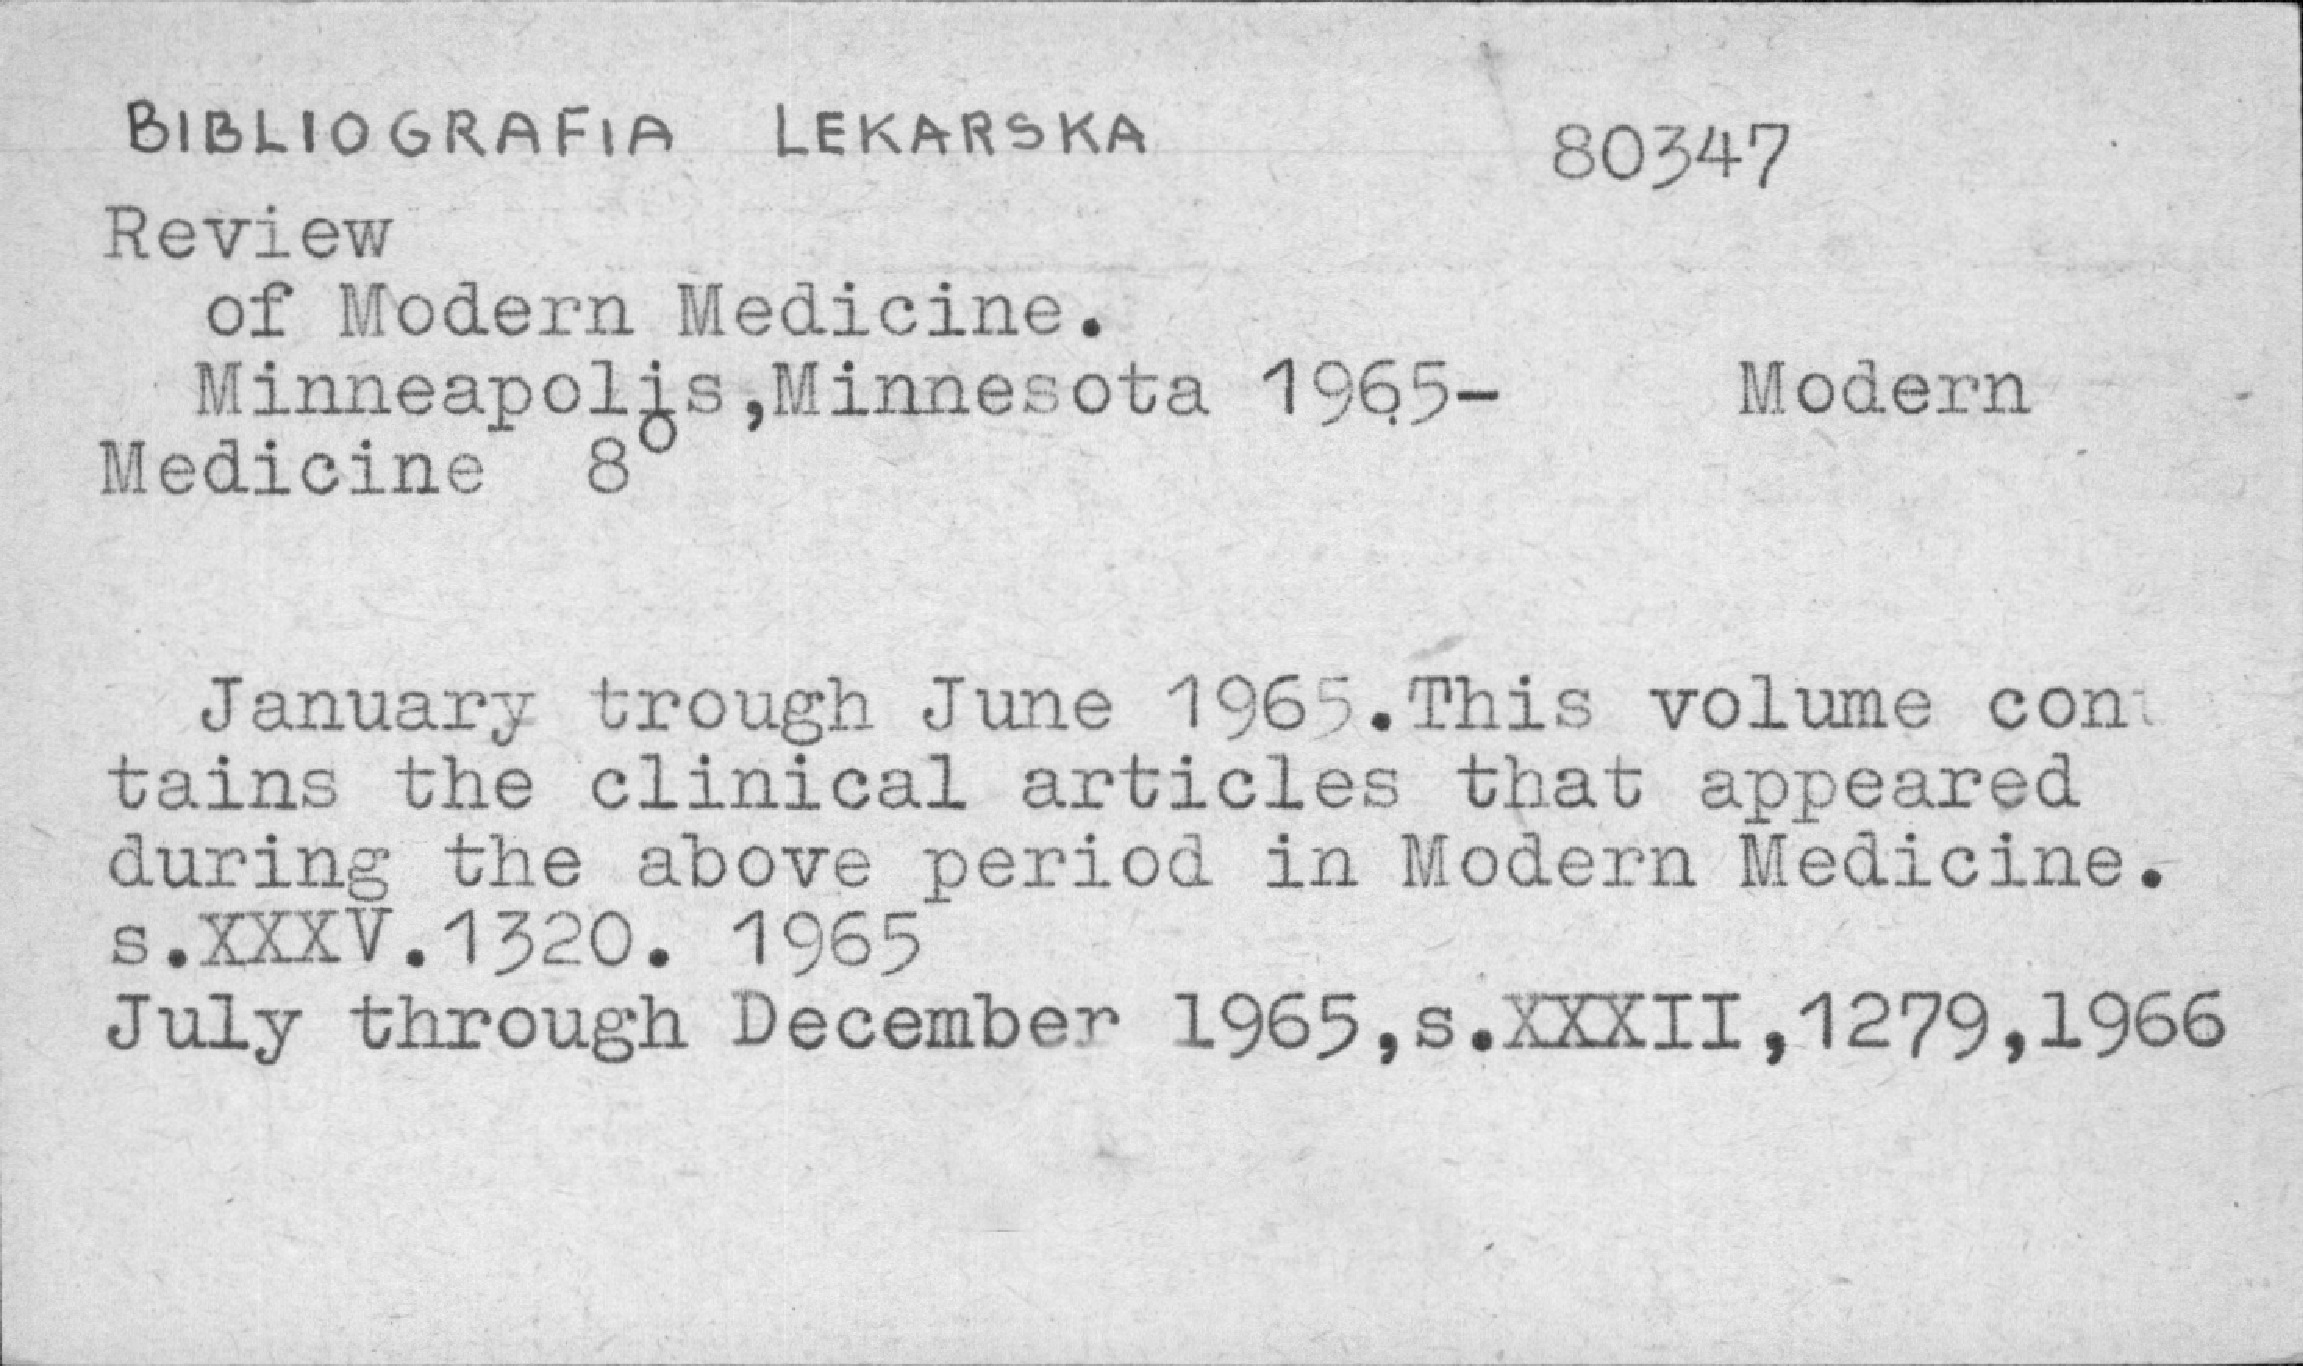 BIBLIOGRAFIA LEKARSKA 80347
Review
of Modern Medicine.
Minneapolis,Minnesota 1965- Modern
Medicine 8°
January trough June 1965.This volume cont
tains the clinical articles that appeared
during the above period in Modern Medicine.
s.XXXV.1320. 1965
July through December 1965,s.XXXII,1279,1966